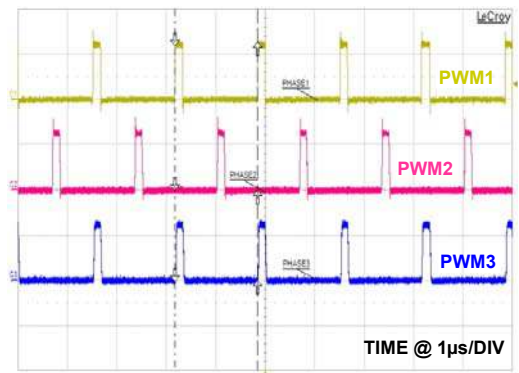 LeCroy
PWM1
PHASE1
PWM2
PHASE2
PWM3
PHASE3
TIME @ 1µs/DIV